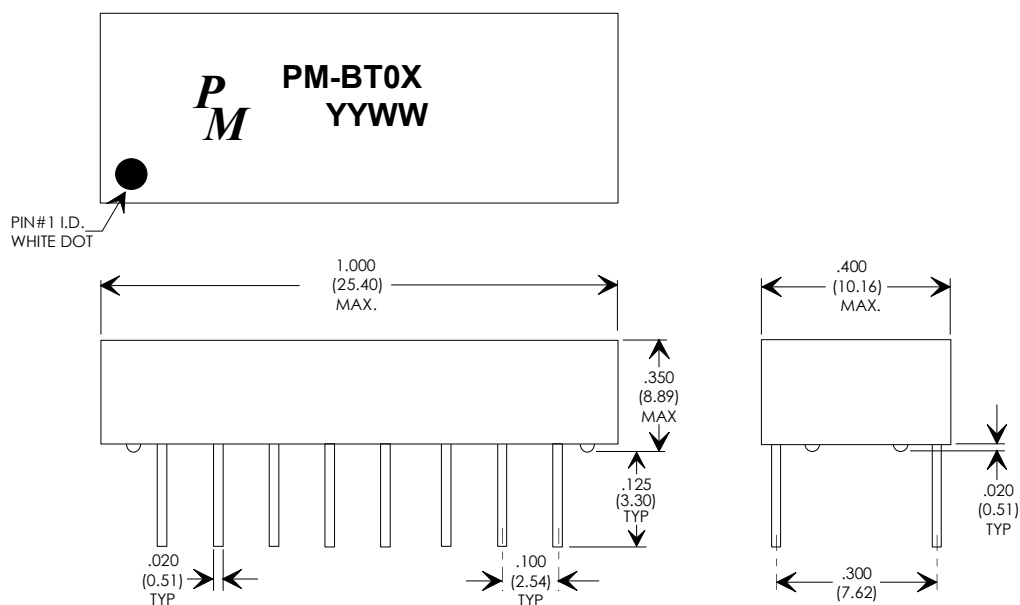 P
M
PM-BT0X
YYWW
PIN#1 I.D.
WHITE DOT
1.000
(25.40)
MAX.
.400
(10.16)
MAX.
.350
(8.89)
MAX
.125
(3.30)
TYP
.020
(0.51)
TYP
.020
(0.51)
TYP
.100
(2.54)
TYP
.300
(7.62)